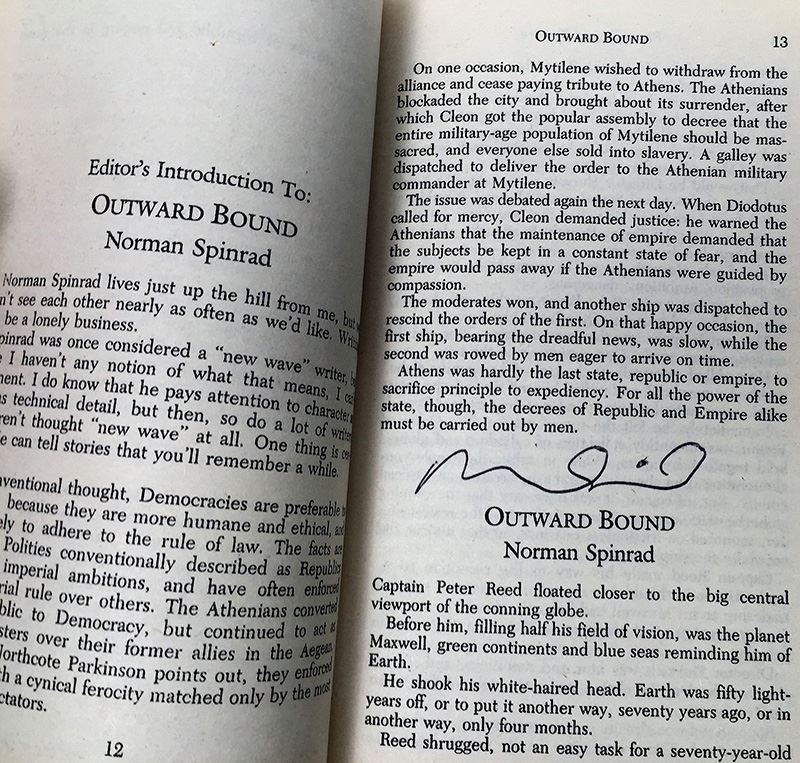 Editor's Introduction To:
OUTWARD BOUND
Norman Spinrad
Norman Spinrad lives just up the hill from me, but
see each other nearly as often as we'd like.
be a lonely business.
was once considered a "new wave" writer,
I haven't any notion of what that means, I
I do know that he pays attention to
technical detail, but then, so do a lot of
thought "new wave" at all. One thing is
can tell stories that you'll remember a while.
thought, Democracies are preferable
because they are more humane and ethical,
to adhere to the rule of law. The facts
Polities conventionally described as
imperial ambitions, and have often enforced
rule over others. The Athenians converted
to Democracy, but continued to act as
over their former allies in the Aegean.
Northcote Parkinson points out, they enforced
a cynical ferocity matched only by the most
12
OUTWARD BOUND
13
On one occasion, Mytilene wished to withdraw from the
alliance and cease paying tribute to Athens. The Athenians
blockaded the city and brought about its surrender, after
which Cleon got the popular assembly to decree that the
entire military-age population of Mytilene should be mas-
sacred, and everyone else sold into slavery. A galley was
dispatched to deliver the order to the Athenian military
commander at Mytilene.
The issue was debated again the next day. When Diodotus
called for mercy, Cleon demanded justice: he warned the
Athenians that the maintenance of empire demanded that
the subjects be kept in a constant state of fear, and the
empire would pass away if the Athenians were guided by
compassion.
The moderates won, and another ship was dispatched to
rescind the orders of the first. On that happy occasion, the
first ship, bearing the dreadful news, was slow, while the
second was rowed by men eager to arrive on time.
Athens was hardly the last state, republic or empire, to
sacrifice principle to expediency. For all the power of the
state, though, the decrees of Republic and Empire alike
must be carried out by men.
OUTWARD BOUND
Norman Spinrad
Captain Peter Reed floated closer to the big central
viewport of the conning globe.
Before him, filling half his field of vision, was the planet
Maxwell, green continents and blue seas reminding him of
Earth.
He shook his white-haired head. Earth was fifty light-
years off, or to put it another way, seventy years ago, or in
another way, only four months.
Reed shrugged, not an easy task for a seventy-year-old